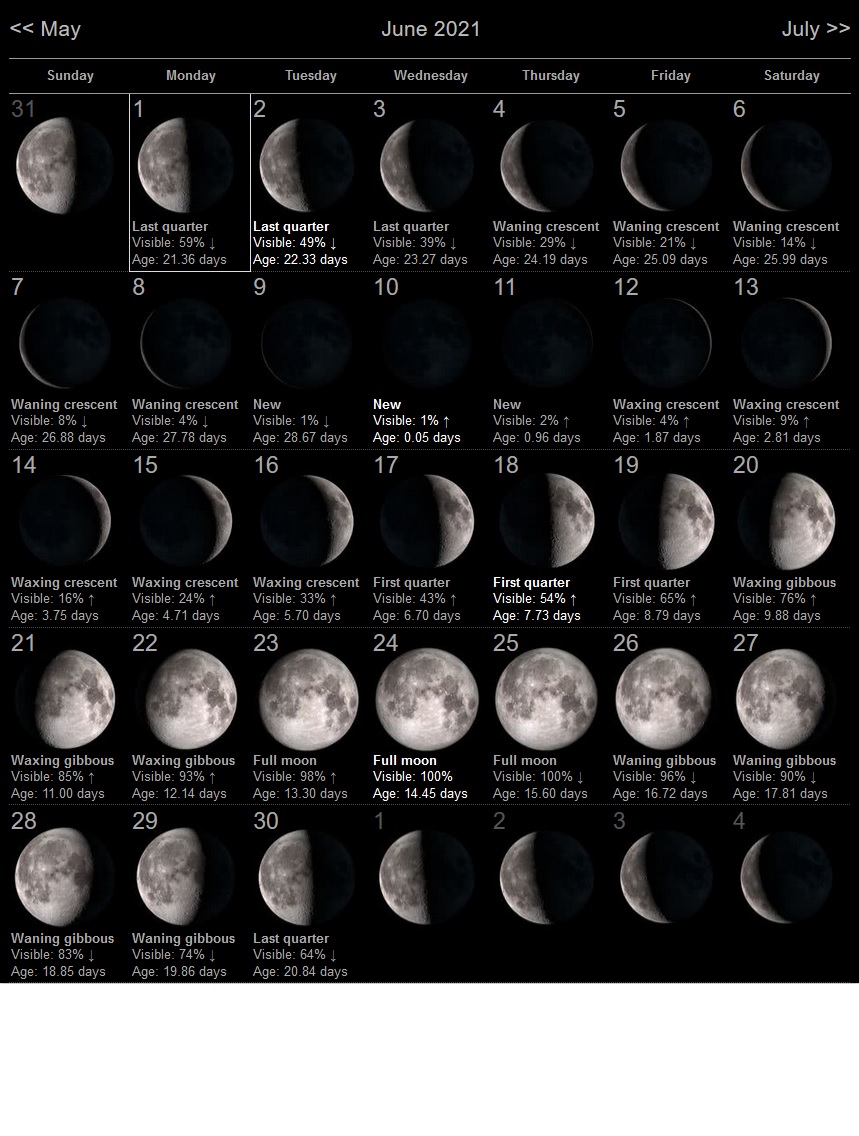 << May June 2021 July >>
Sunday Monday Tuesday Wednesday Thursday Friday Saturday
31 1 2 3 4 5 6
Last quarter Last quarter Last quarter Waning crescent Waning crescent Waning crescent
Visible: 59% ↓ Visible: 49% ↓ Visible: 39% ↓ Visible: 29% ↓ Visible: 21% ↓ Visible: 14% ↓
Age: 21.36 days Age: 22.33 days Age: 23.27 days Age: 24.19 days Age: 25.09 days Age: 25.99 days
7 8 9 10 11 12 13
Waning crescent Waning crescent New New New Waxing crescent Waxing crescent
Visible: 8% ↓ Visible: 4% ↓ Visible: 1% ↓ Visible: 1% ↑ Visible: 2% ↑ Visible: 4% ↑ Visible: 9% ↑
Age: 26.88 days Age: 27.78 days Age: 28.67 days Age: 0.05 days Age: 0.96 days Age: 1.87 days Age: 2.81 days
14 15 16 17 18 19 20
Waxing crescent Waxing crescent Waxing crescent First quarter First quarter First quarter Waxing gibbous
Visible: 16% ↑ Visible: 24% ↑ Visible: 33% ↑ Visible: 43% ↑ Visible: 54% ↑ Visible: 65% ↑ Visible: 76% ↑
Age: 3.75 days Age: 4.71 days Age: 5.70 days Age: 6.70 days Age: 7.73 days Age: 8.79 days Age: 9.88 days
21 22 23 24 25 26 27
Waxing gibbous Waxing gibbous Full moon Full moon Full moon Waning gibbous Waning gibbous
Visible: 85% ↑ Visible: 93% ↑ Visible: 98% ↑ Visible: 100% Visible: 100% ↓ Visible: 96% ↓ Visible: 90% ↓
Age: 11.00 days Age: 12.14 days Age: 13.30 days Age: 14.45 days Age: 15.60 days Age: 16.72 days Age: 17.81 days
28 29 30 1 2 3 4
Waning gibbous Waning gibbous Last quarter
Visible: 83% ↓ Visible: 74% ↓ Visible: 64% ↓
Age: 18.85 days Age: 19.86 days Age: 20.84 days